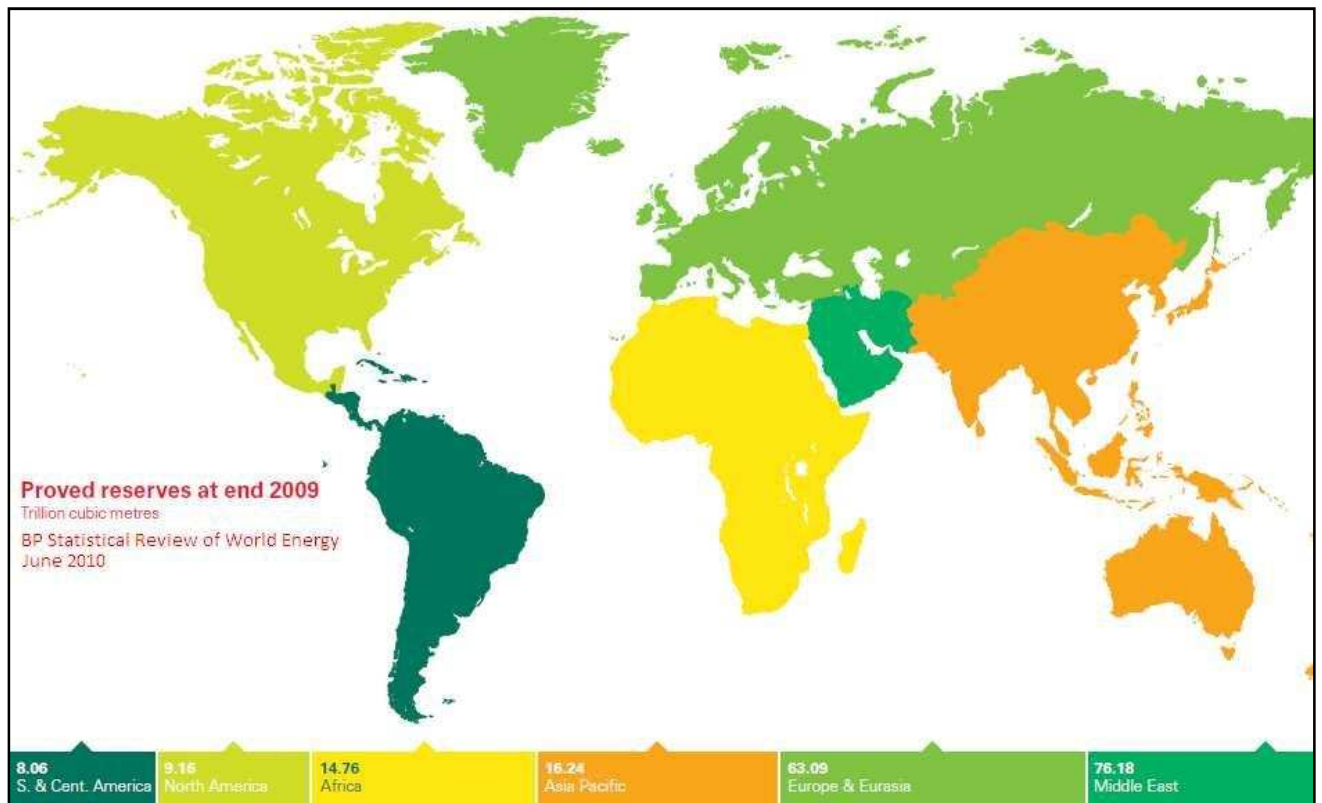 Proved reserves at end 2009
Trillion cubic metres
BP Statistical Review of World Energy
June 2010
8.06
S. & Cent. America
9.16
North America
14.76
Africa
16.24
Asia Pacific
63.09
Europe & Eurasia
76.18
Middle East